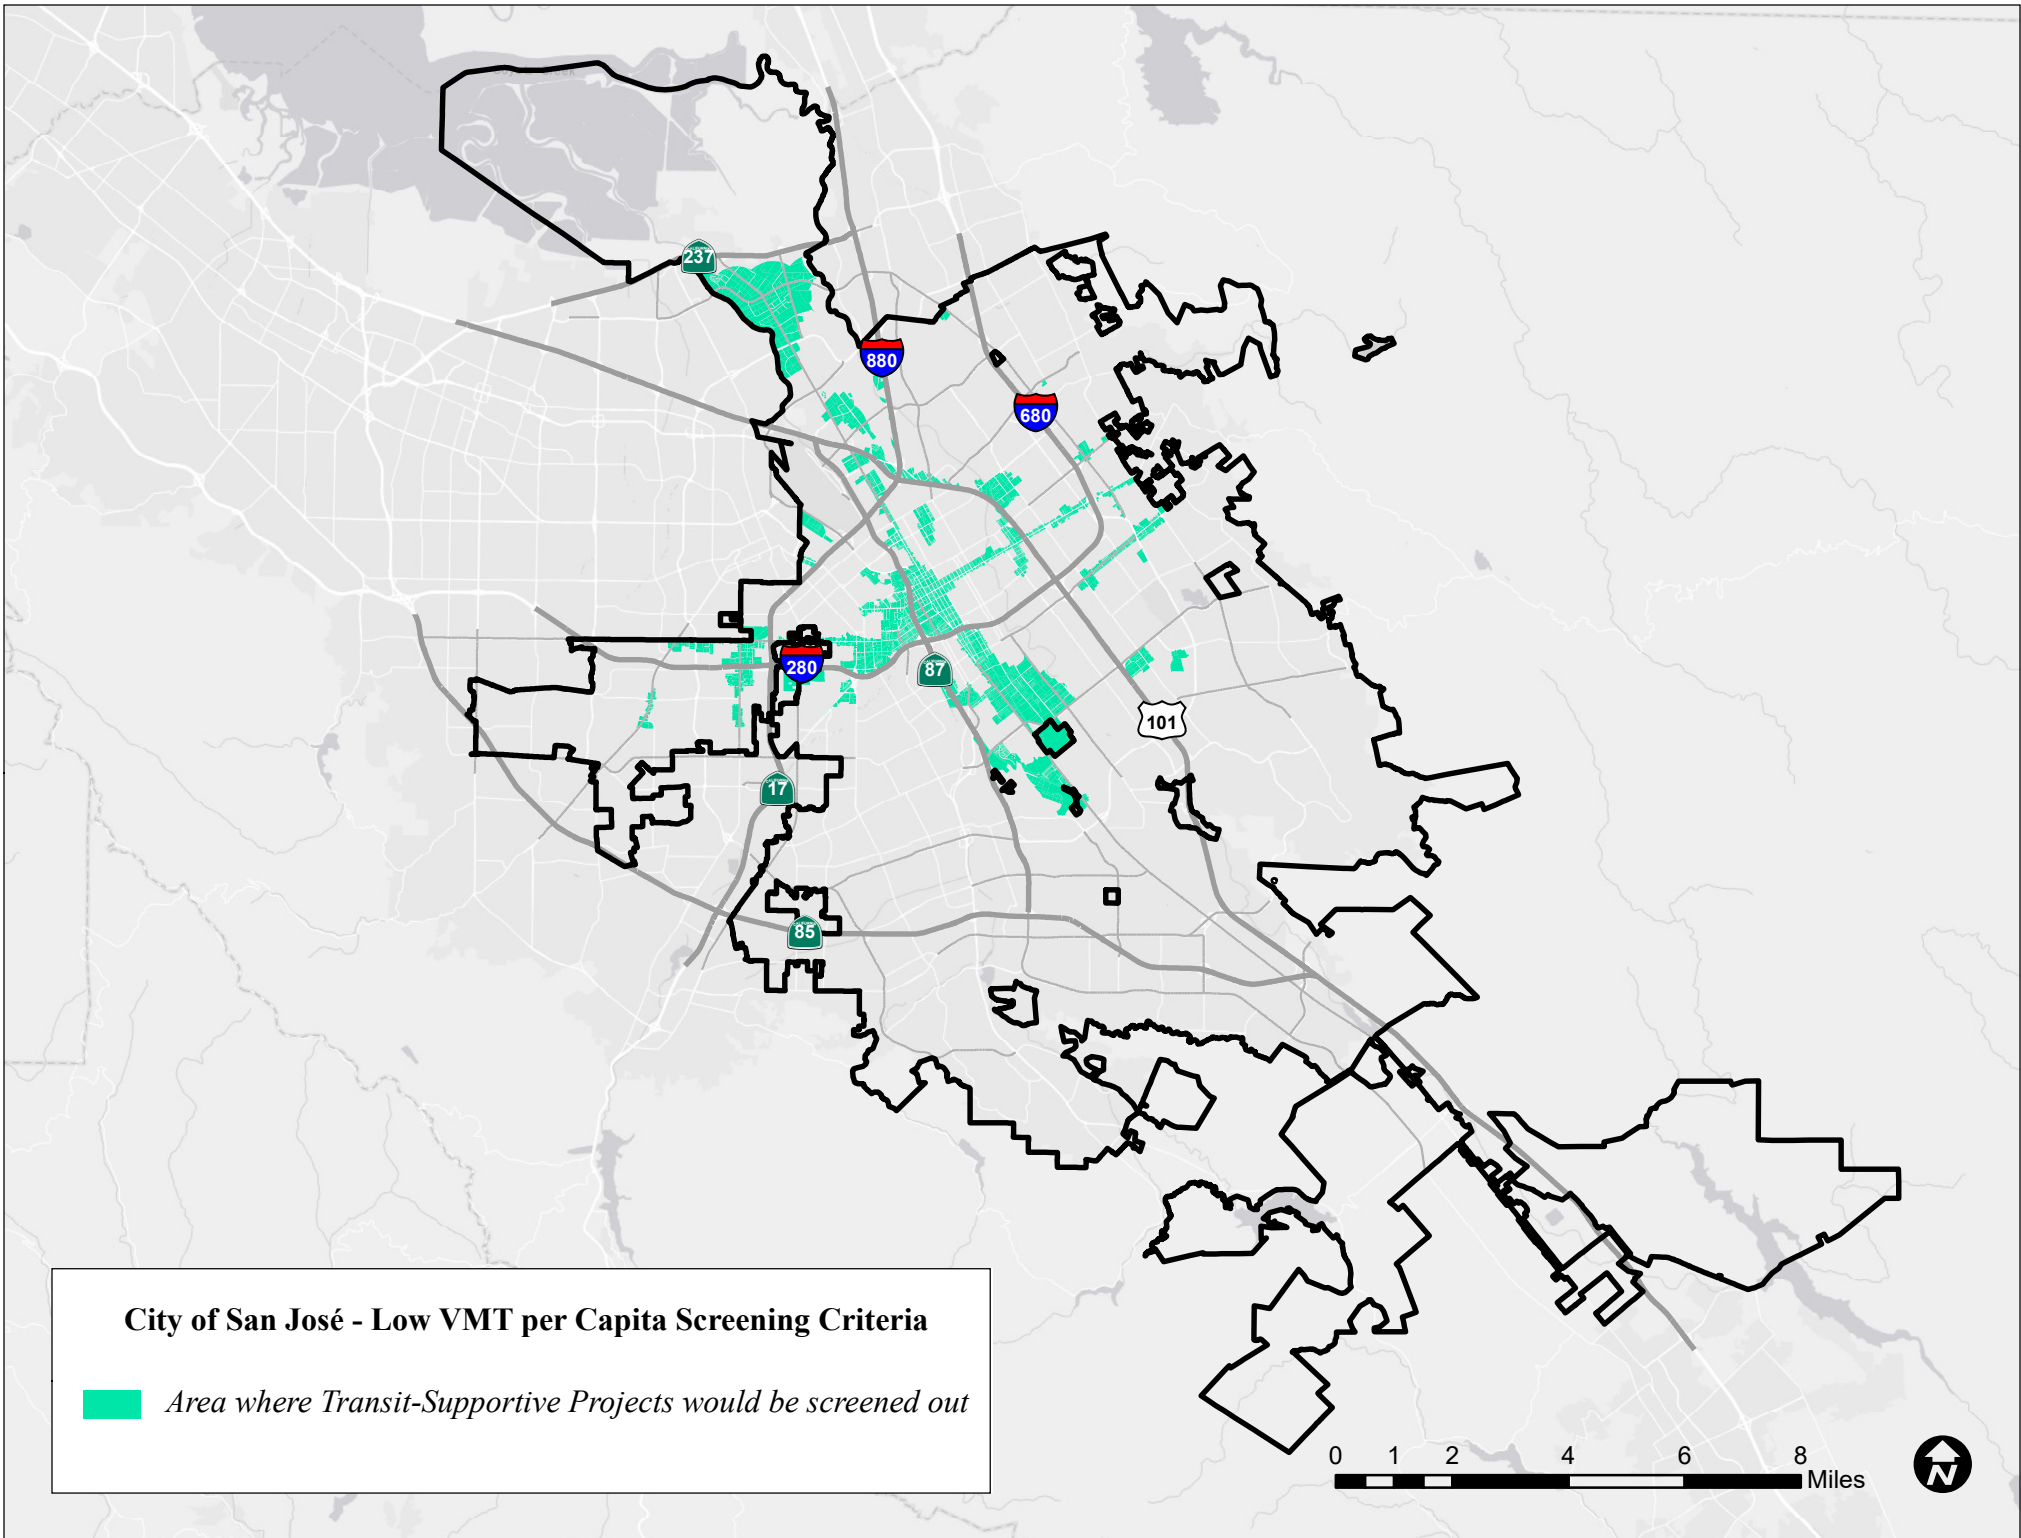 237
880
680
280
87
101
17
85
City of San José - Low VMT per Capita Screening Criteria
Area where Transit-Supportive Projects would be screened out
0 1 2 4 6 8
Miles
N